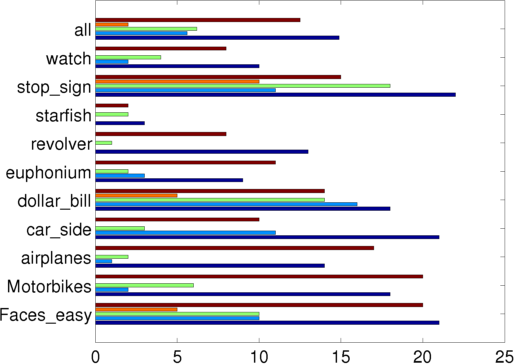 all
watch
stop_sign
starfish
revolver
euphonium
dollar_bill
car_side
airplanes
Motorbikes
Faces_easy
0 5 10 15 20 25